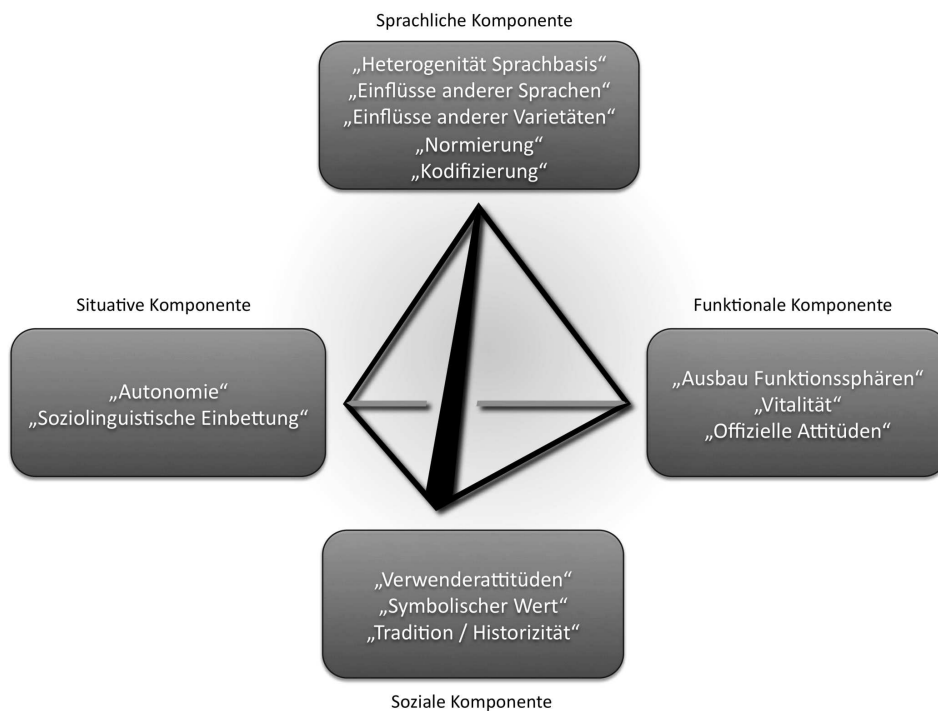 Sprachliche Komponente
„Heterogenität Sprachbasis“
„Einflüsse anderer Sprachen“
„Einflüsse anderer Varietäten“
„Normierung“
„Kodifizierung“
Situative Komponente
„Autonomie“
„Soziolinguistische Einbettung“
Funktionale Komponente
„Ausbau Funktionssphären“
„Vitalität“
„Offizielle Attitüden“
„Verwenderattitüden“
„Symbolischer Wert“
„Tradition / Historizität“
Soziale Komponente